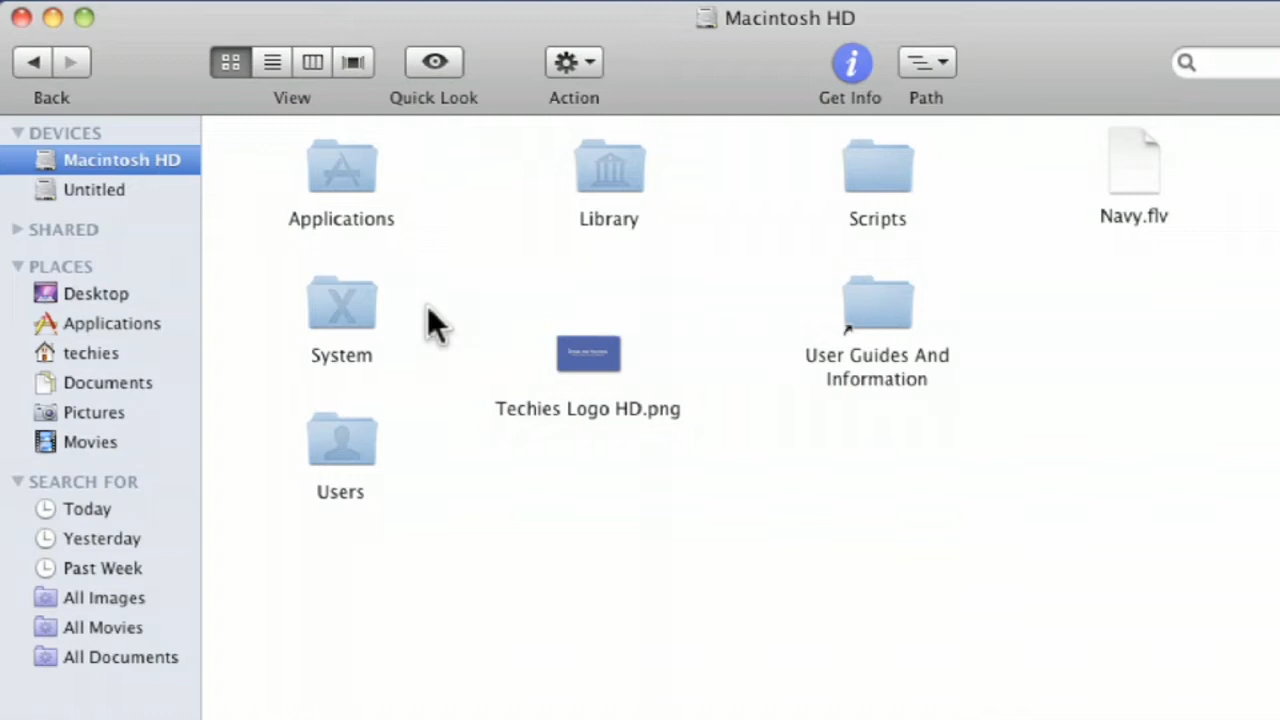 Macintosh HD
Back
View
Quick Look
Action
Get Info
Path
DEVICES
Macintosh HD
Untitled
SHARED
PLACES
Desktop
Applications
techies
Documents
Pictures
Movies
SEARCH FOR
Today
Yesterday
Past Week
All Images
All Movies
All Documents
Applications
Library
Scripts
Navy.flv
System
Techies Logo HD.png
User Guides And
Information
Users